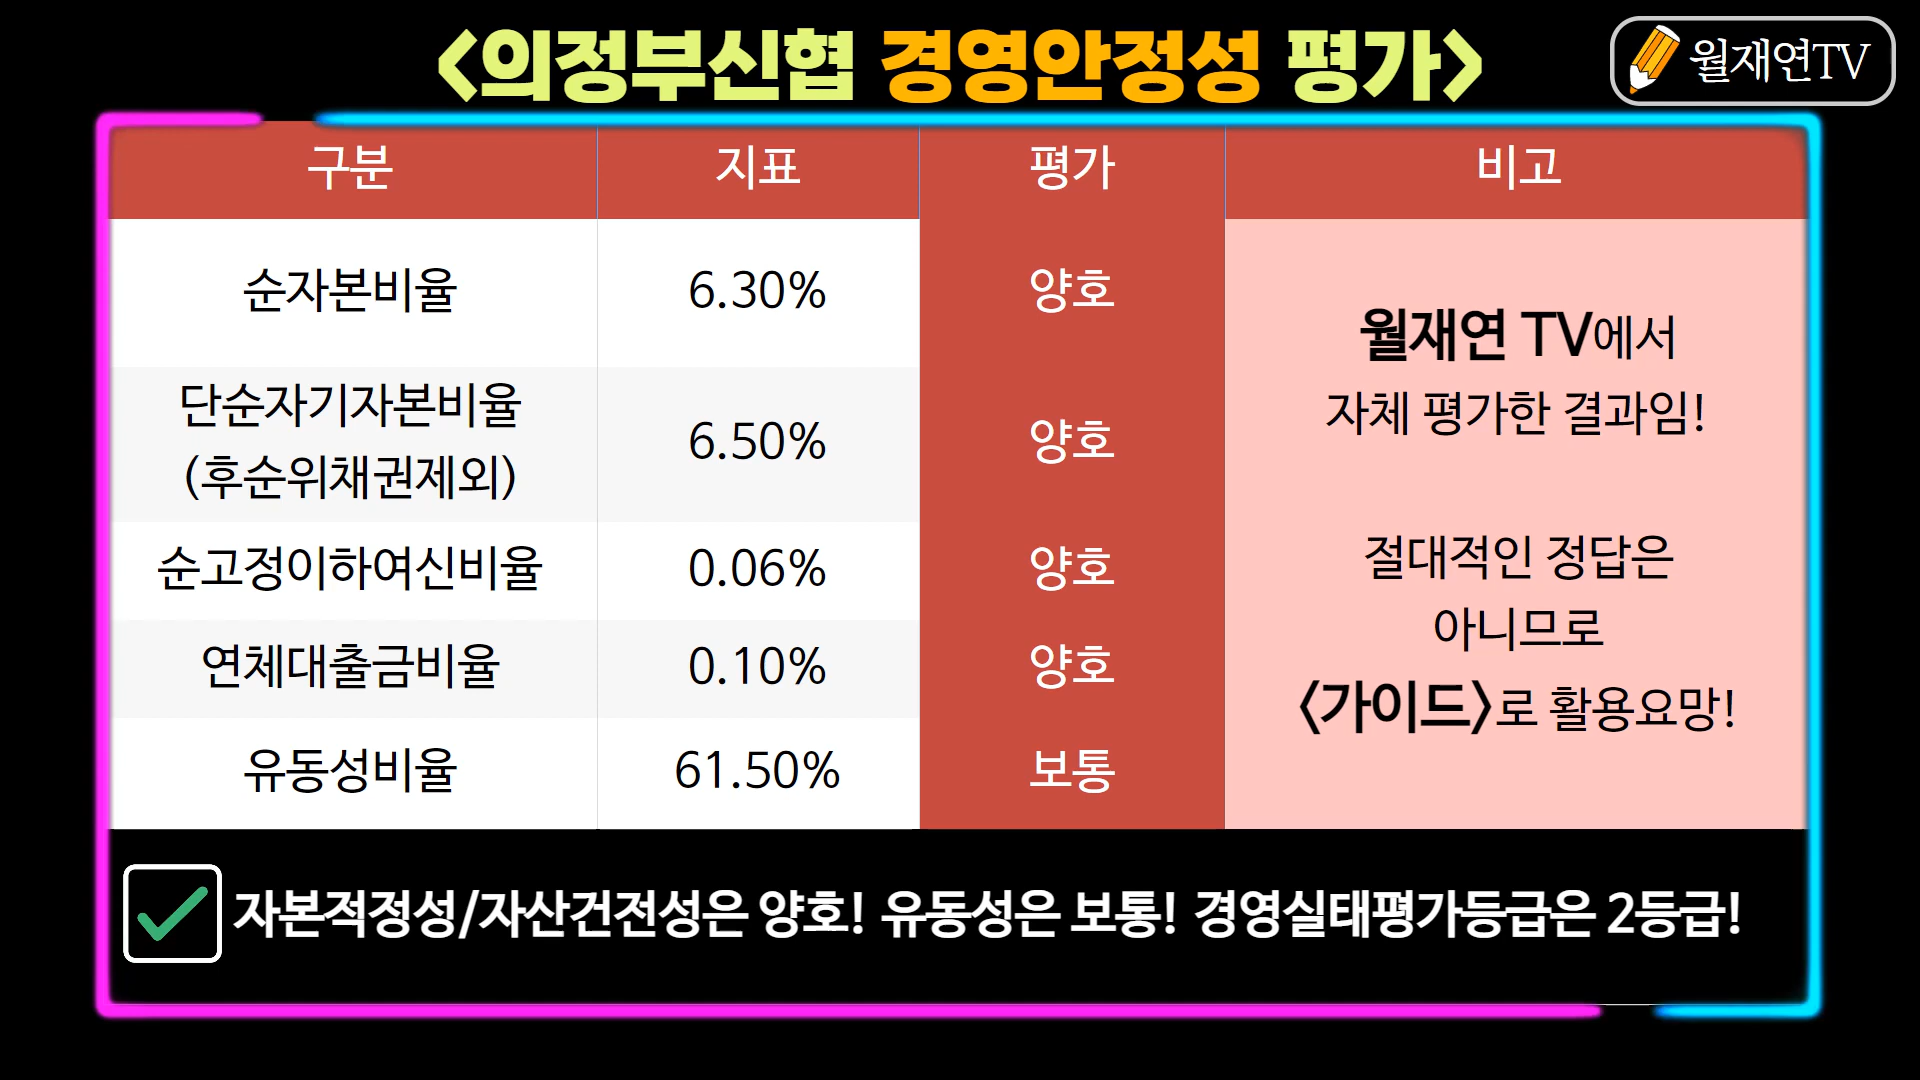 <의정부신협 경영안정성 평가>
월재연TV
구분 지표 평가 비고
순자본비율 6.30% 양호
단순자기자본비율
(후순위채권제외) 6.50% 양호
순고정이하여신비율 0.06% 양호
연체대출금비율 0.10% 양호
유동성비율 61.50% 보통
월재연 TV에서
자체 평가한 결과임!
절대적인 정답은
아니므로
<가이드>로 활용요망!
자본적정성/자산건전성은 양호! 유동성은 보통! 경영실태평가등급은 2등급!